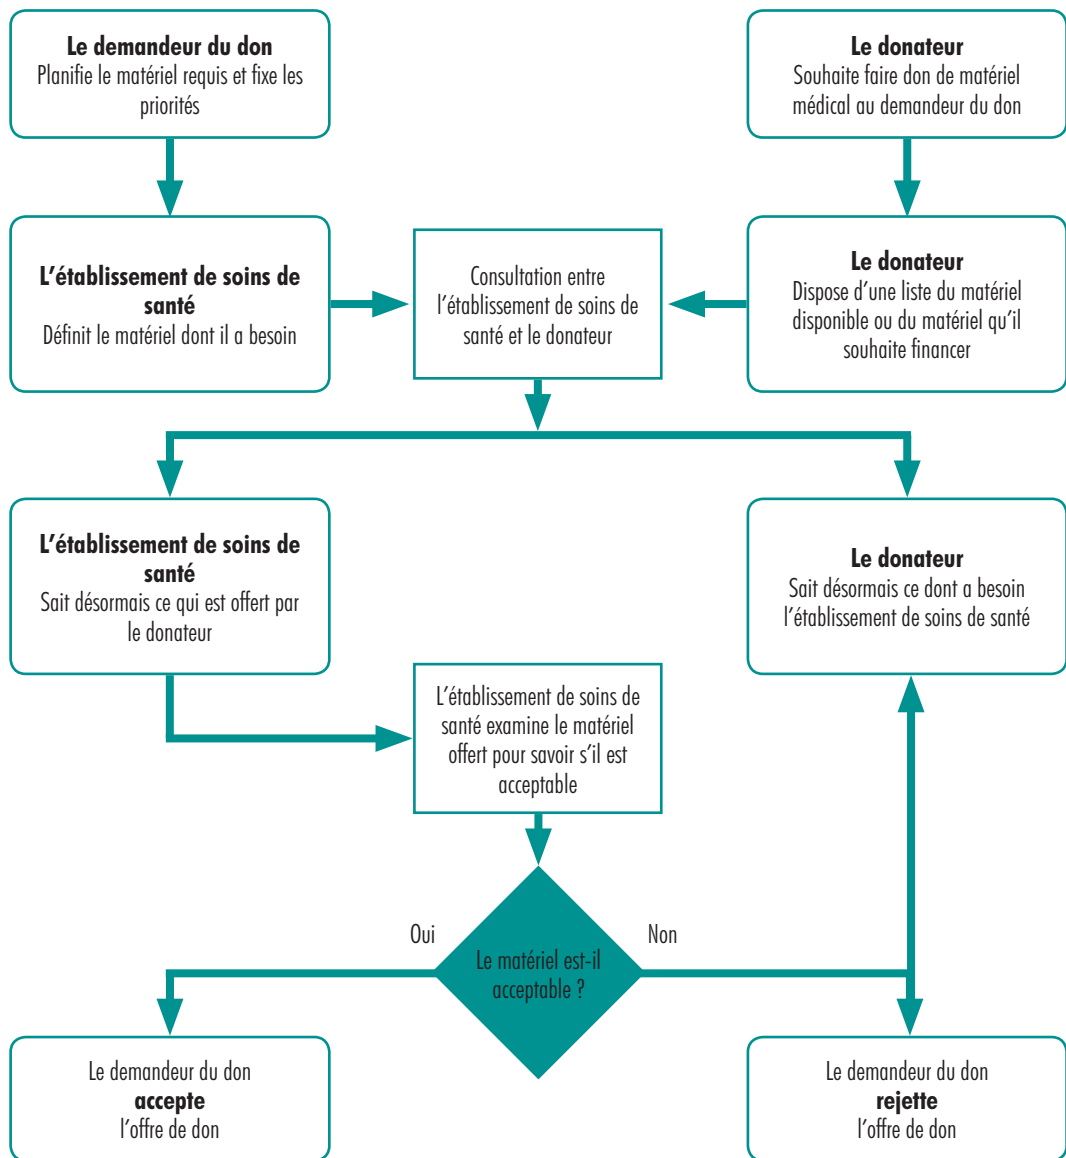 Le demandeur du don
Planifie le matériel requis et fixe les
priorités
Le donateur
Souhaite faire don de matériel
médical au demandeur du don
L'établissement de soins de
santé
Définit le matériel dont il a besoin
Consultation entre
l'établissement de soins de
santé et le donateur
Le donateur
Dispose d'une liste du matériel
disponible ou du matériel qu'il
souhaite financer
L'établissement de soins de
santé
Sait désormais ce qui est offert par
le donateur
Le donateur
Sait désormais ce dont a besoin
l'établissement de soins de santé
L'établissement de soins de
santé examine le matériel
offert pour savoir s'il est
acceptable
Oui
Non
Le matériel est-il
acceptable ?
Le demandeur du don
accepte
l'offre de don
Le demandeur du don
rejette
l'offre de don